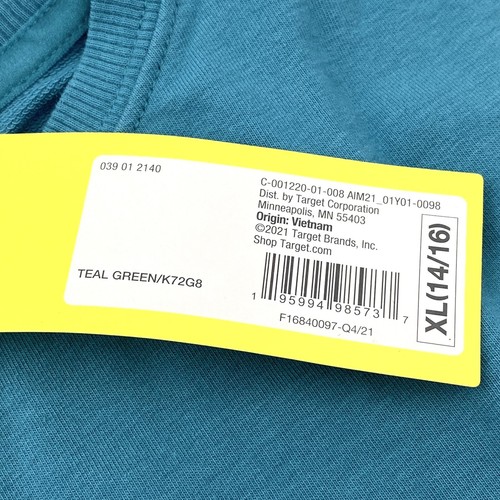 039 01 2140
C-001220-01-008 AIM21_01Y01-0098
Dist. by Target Corporation
Minneapolis, MN 55403
Origin: Vietnam
©2021 Target Brands, Inc.
Shop Target.com
TEAL GREEN/K72G8
1 95994 98573 7
F16840097-Q4/21
XL(14/16)